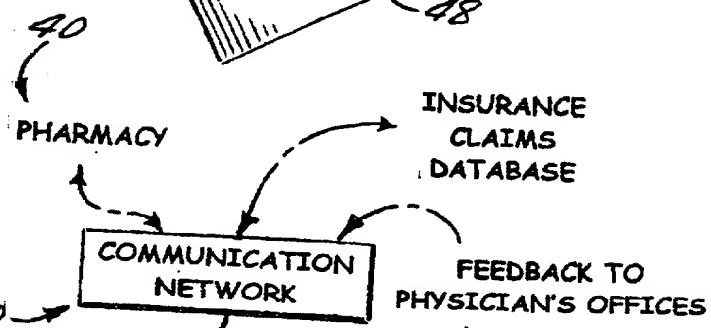 40
48
PHARMACY
INSURANCE
CLAIMS
DATABASE
COMMUNICATION
NETWORK
FEEDBACK TO
PHYSICIAN'S OFFICES